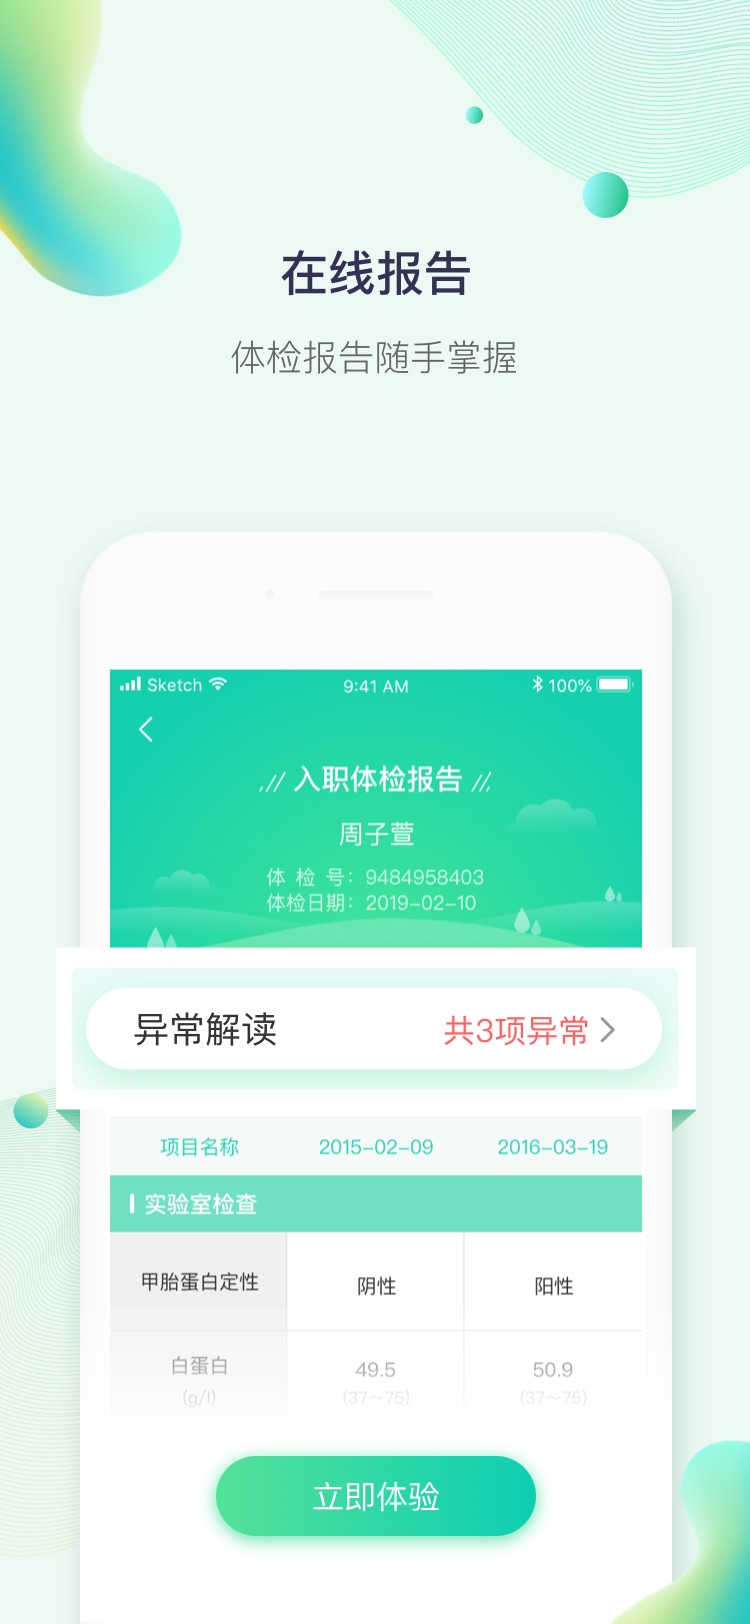 在线报告
体检报告随手掌握
Sketch 9:41 AM 100%
入职体检报告
周子萱
体 检 号：9484958403
体检日期：2019-02-10
异常解读 共3项异常
项目名称 2015-02-09 2016-03-19
实验室检查
甲胎蛋白定性 阴性 阳性
白蛋白 49.5 50.9
(g/l) (37～75) (37～75)
立即体验